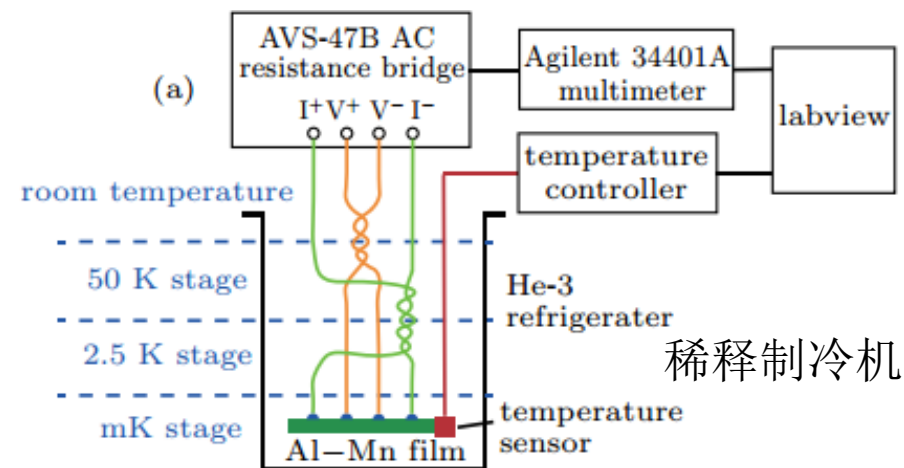 (a)
AVS-47B AC
resistance bridge
I+ V+ V− I−
Agilent 34401A
multimeter
labview
temperature
controller
room temperature
50 K stage
2.5 K stage
mK stage
He-3
refrigerater
稀释制冷机
temperature
sensor
Al−Mn film